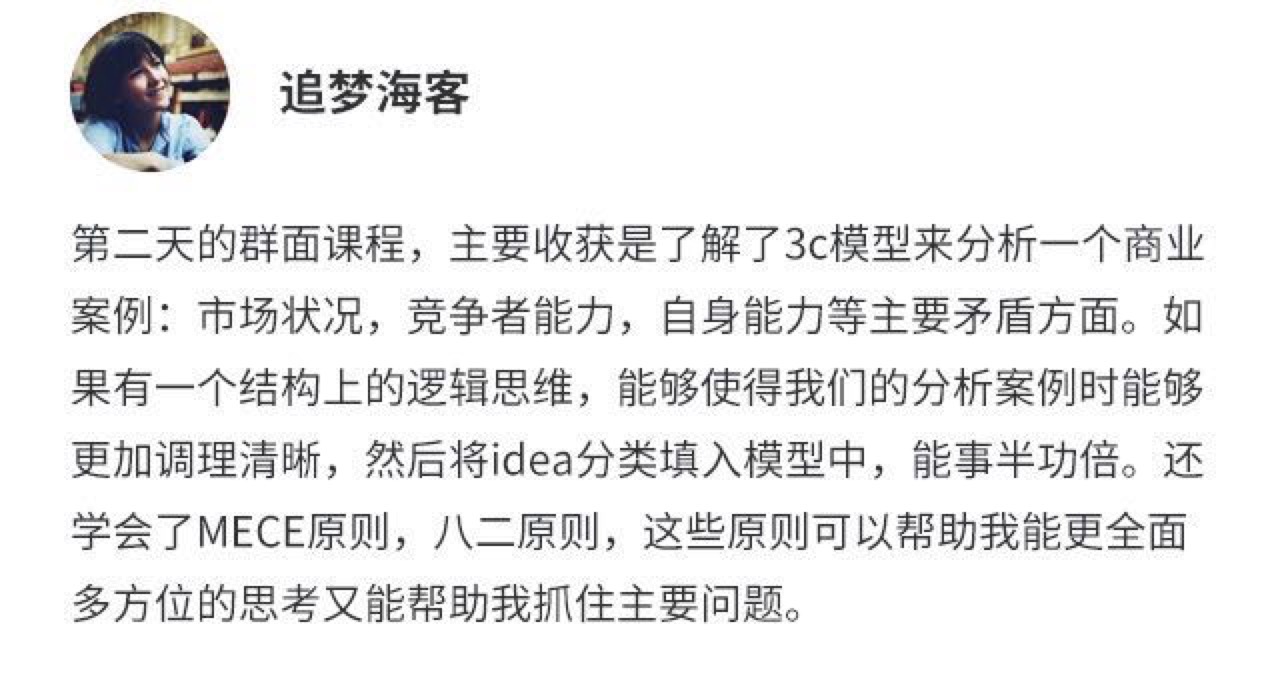 追梦海客
第二天的群面课程，主要收获是了解了3c模型来分析一个商业
案例：市场状况，竞争者能力，自身能力等主要矛盾方面。如
果有一个结构上的逻辑思维，能够使得我们的分析案例时能够
更加调理清晰，然后将idea分类填入模型中，能事半功倍。还
学会了MECE原则，八二原则，这些原则可以帮助我能更全面
多方位的思考又能帮助我抓住主要问题。